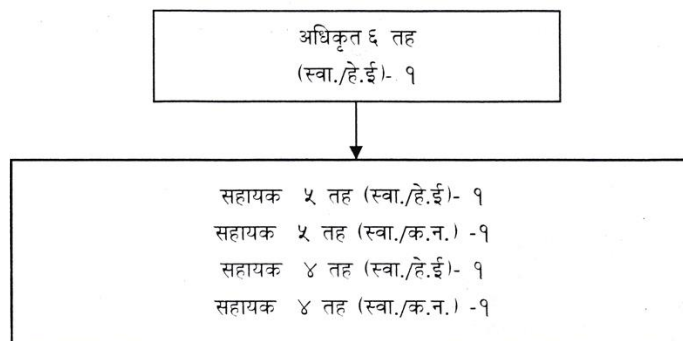 अधिकृत ६ तह
(स्वा./हे.ई)- १
सहायक ५ तह (स्वा./हे.ई)- १
सहायक ५ तह (स्वा./क.न.) -१
सहायक ४ तह (स्वा./हे.ई)- १
सहायक ४ तह (स्वा./क.न.) -१